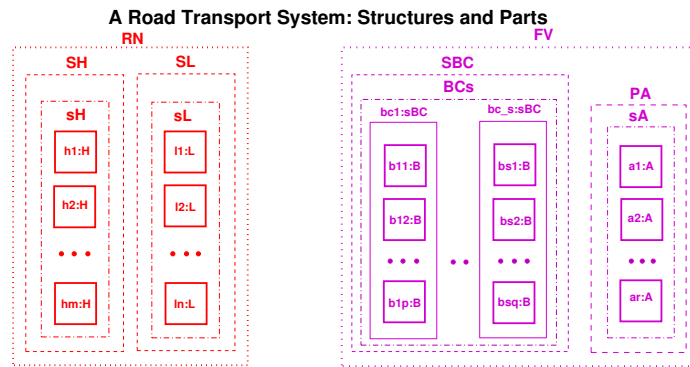 A Road Transport System: Structures and Parts
RN
FV
SH
SL
SBC
BCs
PA
sH
sL
bc1:sBC
bc_s:sBC
sA
h1:H
l1:L
b11:B
bs1:B
a1:A
h2:H
l2:L
b12:B
bs2:B
a2:A
hm:H
ln:L
b1p:B
bsq:B
ar:A